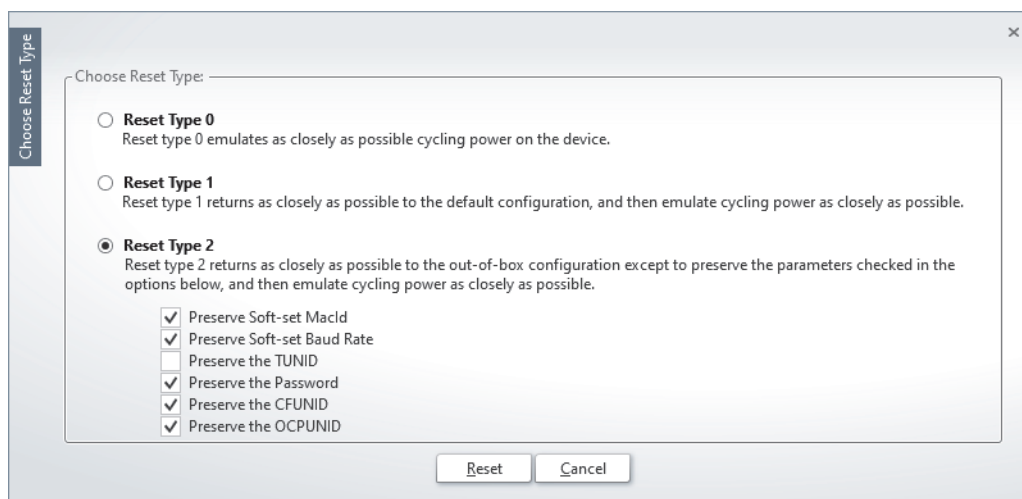 Choose Reset Type
Choose Reset Type:
Reset Type 0
Reset type 0 emulates as closely as possible cycling power on the device.
Reset Type 1
Reset type 1 returns as closely as possible to the default configuration, and then emulate cycling power as closely as possible.
Reset Type 2
Reset type 2 returns as closely as possible to the out-of-box configuration except to preserve the parameters checked in the
options below, and then emulate cycling power as closely as possible.
Preserve Soft-set MacId
Preserve Soft-set Baud Rate
Preserve the TUNID
Preserve the Password
Preserve the CFUNID
Preserve the OCPUNID
Reset
Cancel